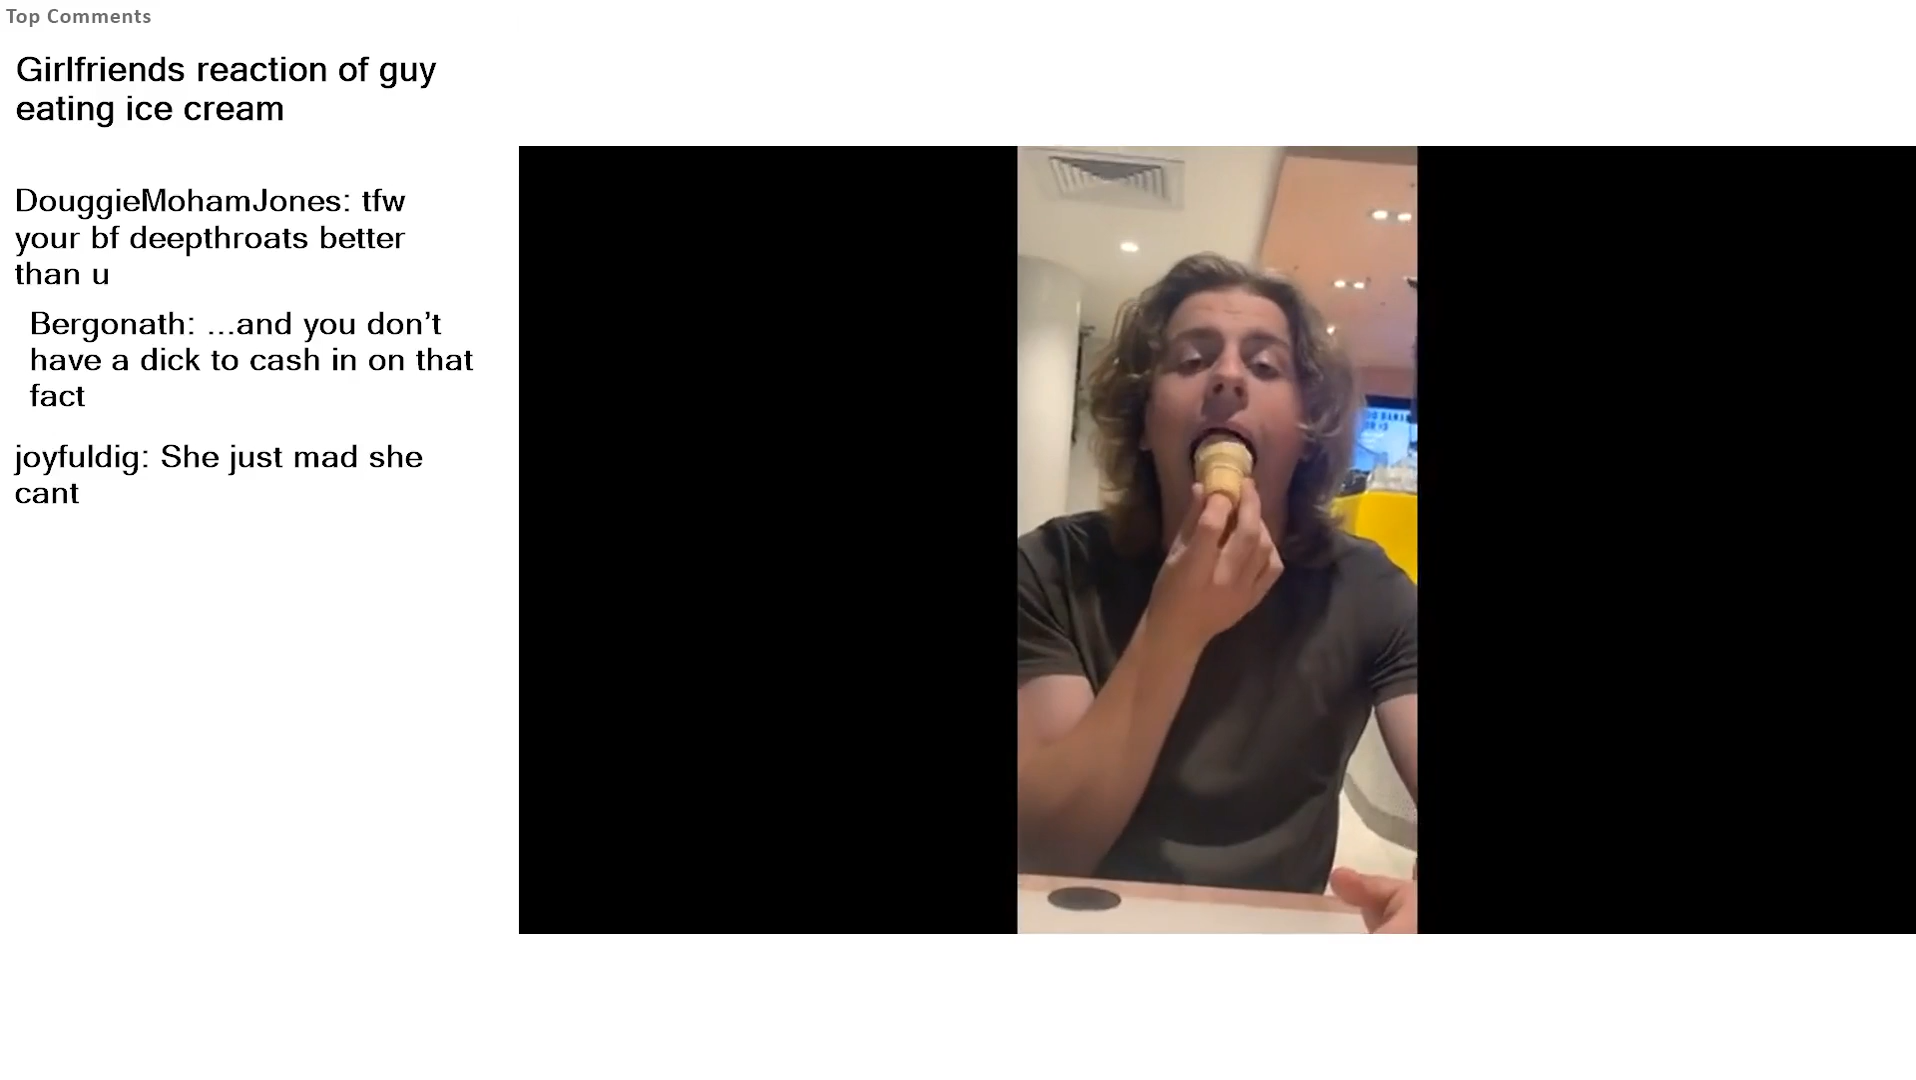 Top Comments
Girlfriends reaction of guy
eating ice cream
DouggieMohamJones: tfw
your bf deepthroats better
than u
Bergonath: ...and you don’t
have a dick to cash in on that
fact
joyfuldig: She just mad she
cant